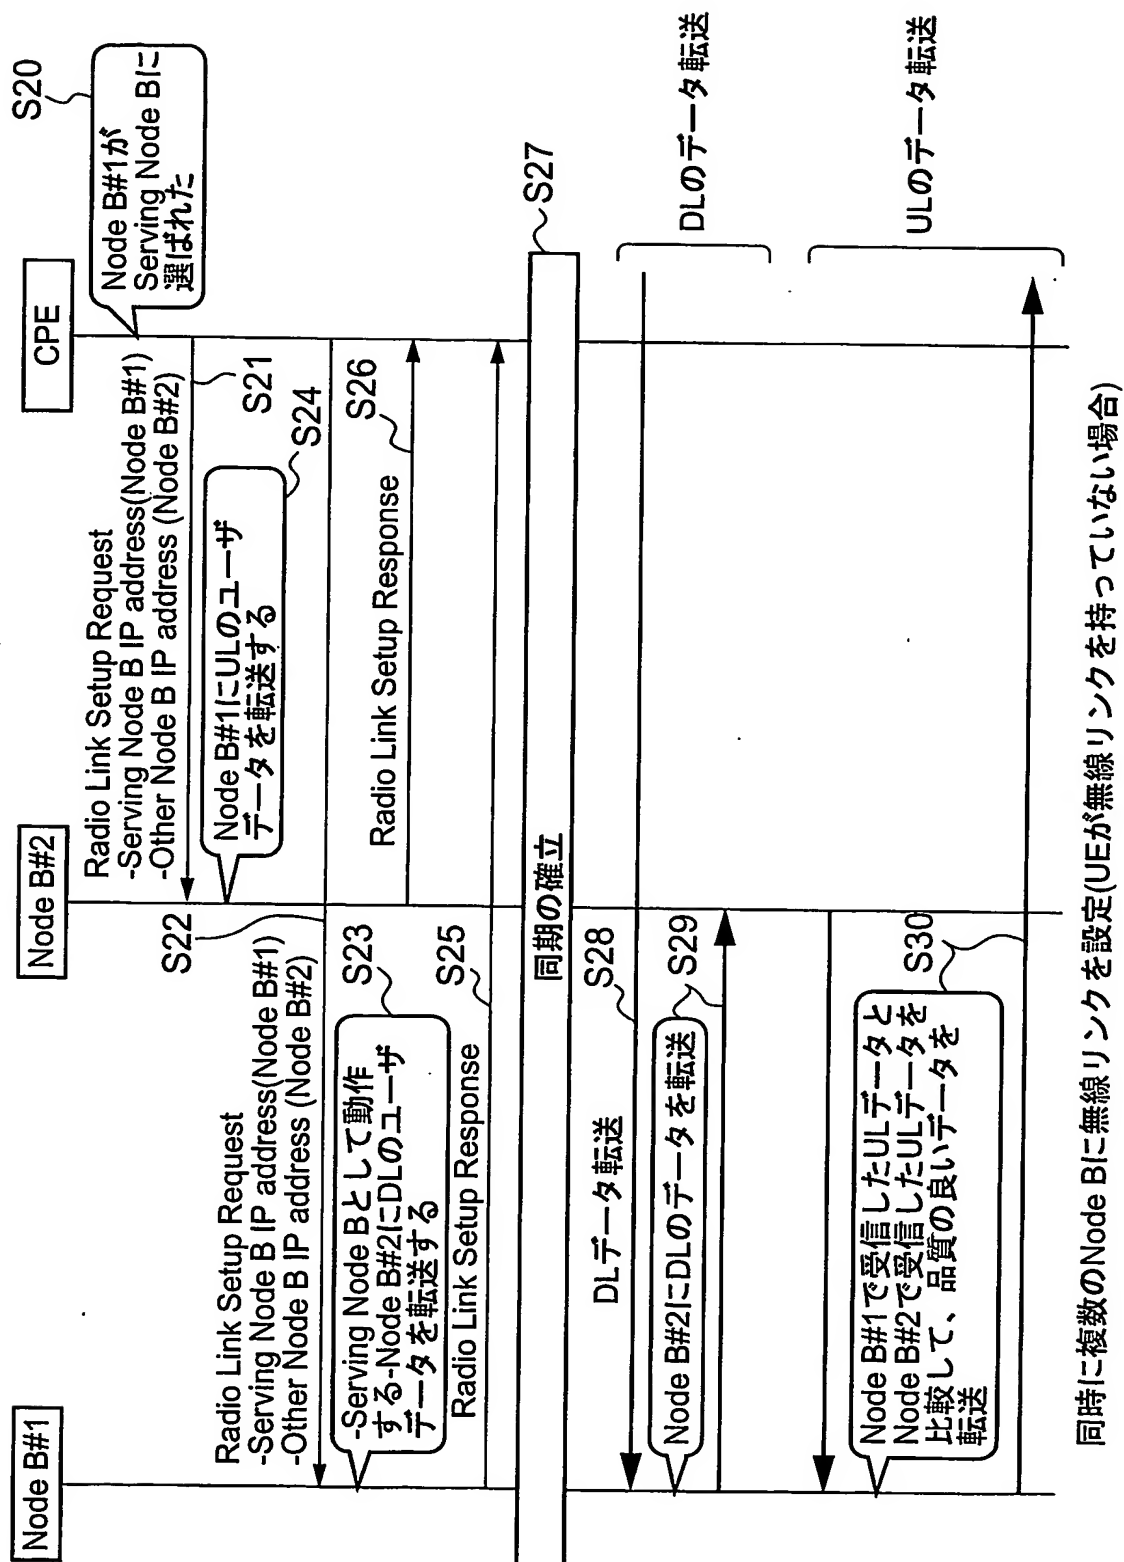 Node B#1
Node B#2
CPE
S20
Node B#1が
Serving Node Bに
選ばれた
Radio Link Setup Request
-Serving Node B IP address(Node B#1)
-Other Node B IP address (Node B#2)
S21
Node B#1にULのユーザ
データを転送する
S24
S22
Radio Link Setup Request
-Serving Node B IP address(Node B#1)
-Other Node B IP address (Node B#2)
-Serving Node Bとして動作
する-Node B#2にDLのユーザ
データを転送する
S23
Radio Link Setup Response
S26
Radio Link Setup Response
S25
同期の確立
S27
DLデータ転送
S28
Node B#2にDLのデータを転送
S29
DLのデータ転送
Node B#1で受信したULデータと
Node B#2で受信したULデータを
比較して、品質の良いデータを
転送
S30
ULのデータ転送
同時に複数のNode Bに無線リンクを設定(UEが無線リンクを持っていない場合)